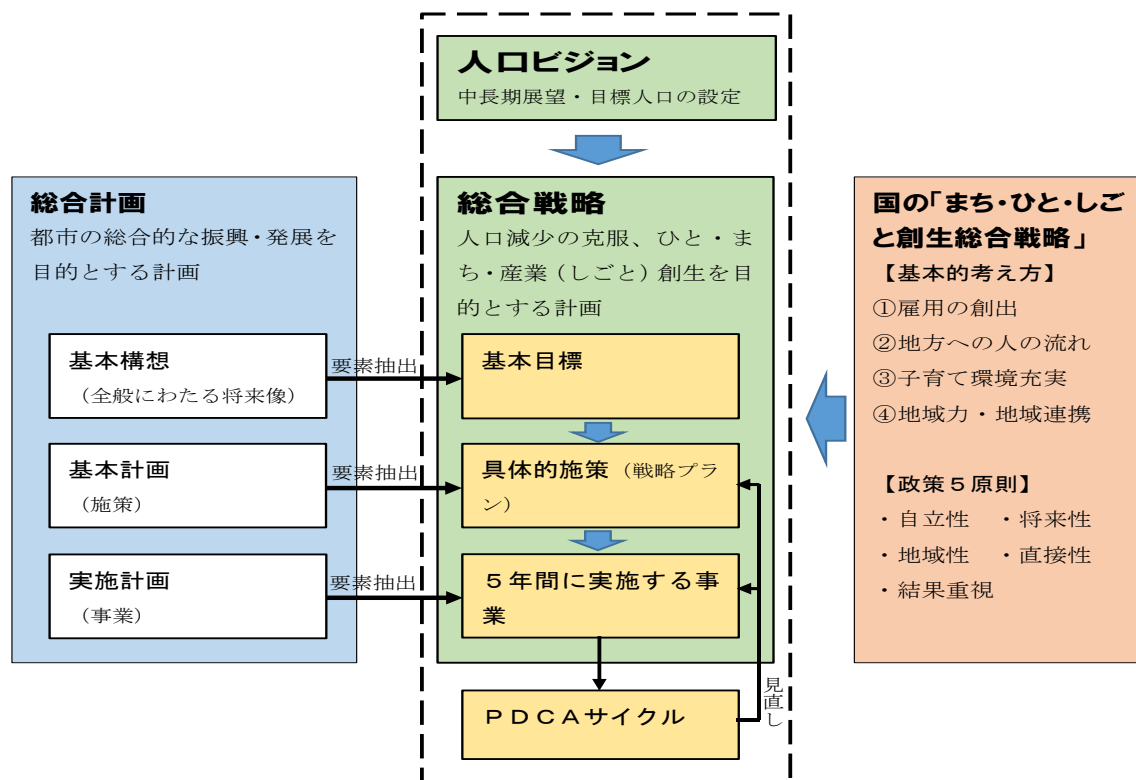 人口ビジョン
中長期展望・目標人口の設定
総合計画
都市の総合的な振興・発展を
目的とする計画
基本構想
（全般にわたる将来像）
基本計画
（施策）
実施計画
（事業）
要素抽出
要素抽出
要素抽出
総合戦略
人口減少の克服、ひと・ま
ち・産業（しごと）創生を目
的とする計画
基本目標
具体的施策（戦略プラ
ン）
５年間に実施する事
業
ＰＤＣＡサイクル
見直し
国の「まち・ひと・しご
と創生総合戦略」
【基本的考え方】
①雇用の創出
②地方への人の流れ
③子育て環境充実
④地域力・地域連携
【政策５原則】
・自立性　・将来性
・地域性　・直接性
・結果重視